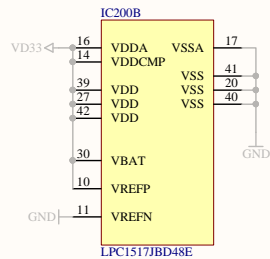 IC200B
VD33 16 VDDA VSSA 17
14 VDDCMP
VSS 41
39 VDD VSS 20
27 VDD VSS 40
42 VDD
30 VBAT
GND
10 VREFP
GND 11 VREFN
LPC1517JBD48E